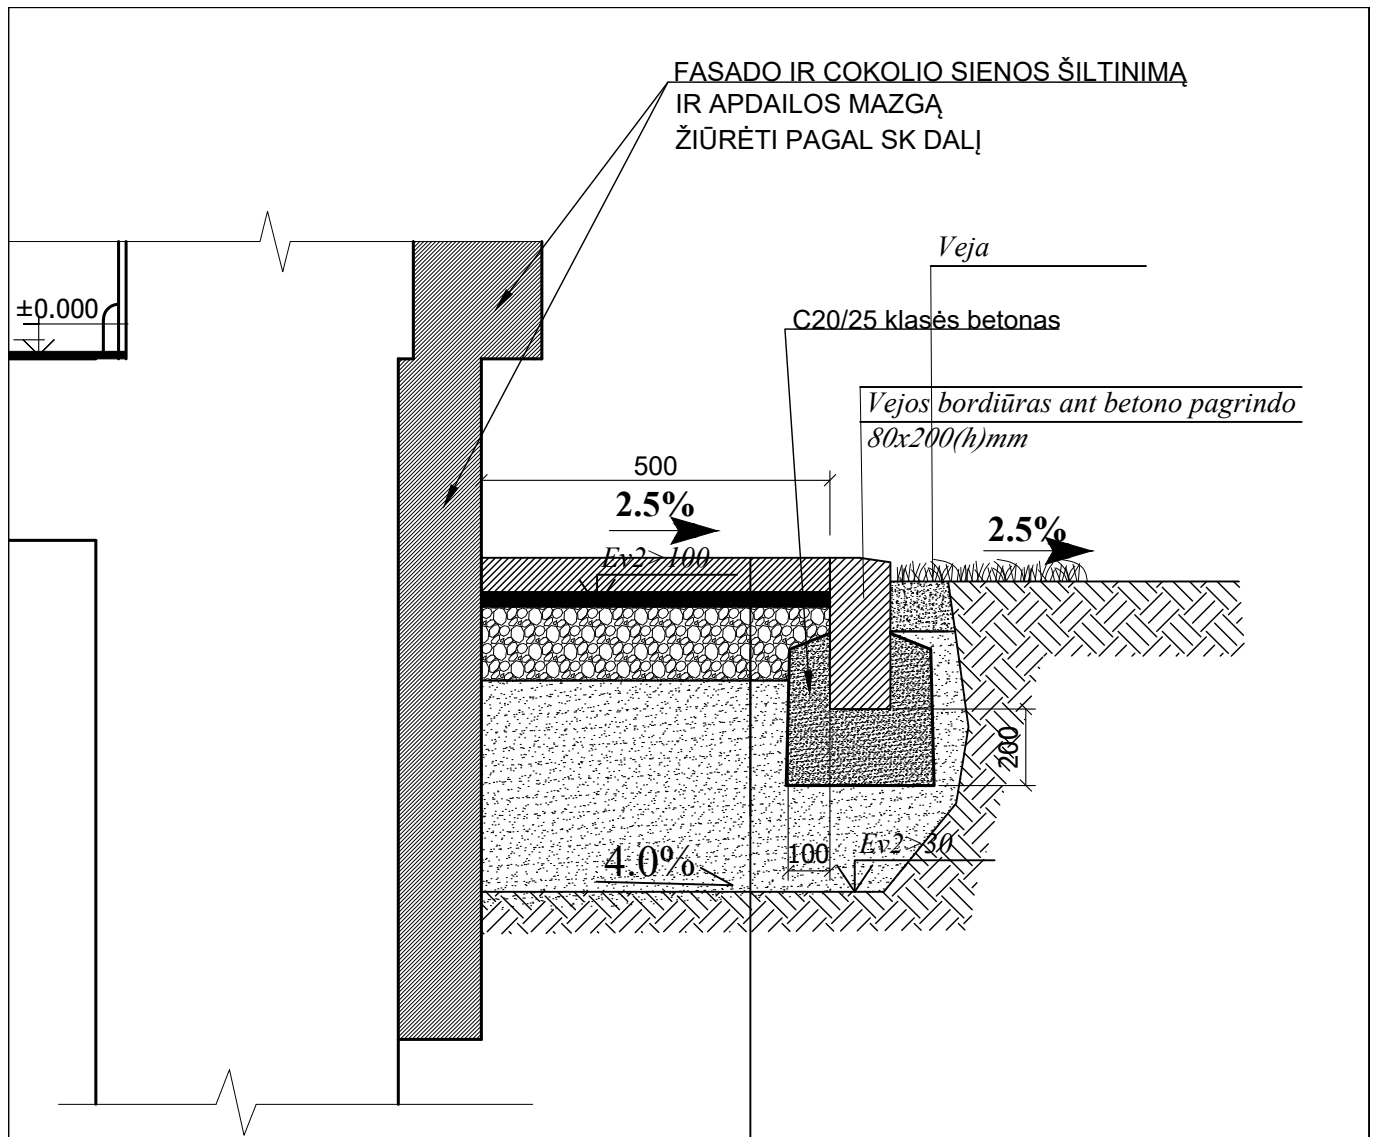 FASADO IR COKOLIO SIENOS ŠILTINIMĄ
IR APDAILOS MAZGĄ
ŽIŪRĖTI PAGAL SK DALĮ
Veja
±0.000
C20/25 klasės betonas
Vejos bordiūras ant betono pagrindo
80x200(h)mm
500
2.5%
2.5%
Ev2>100
200
4.0%
100
Ev2>30